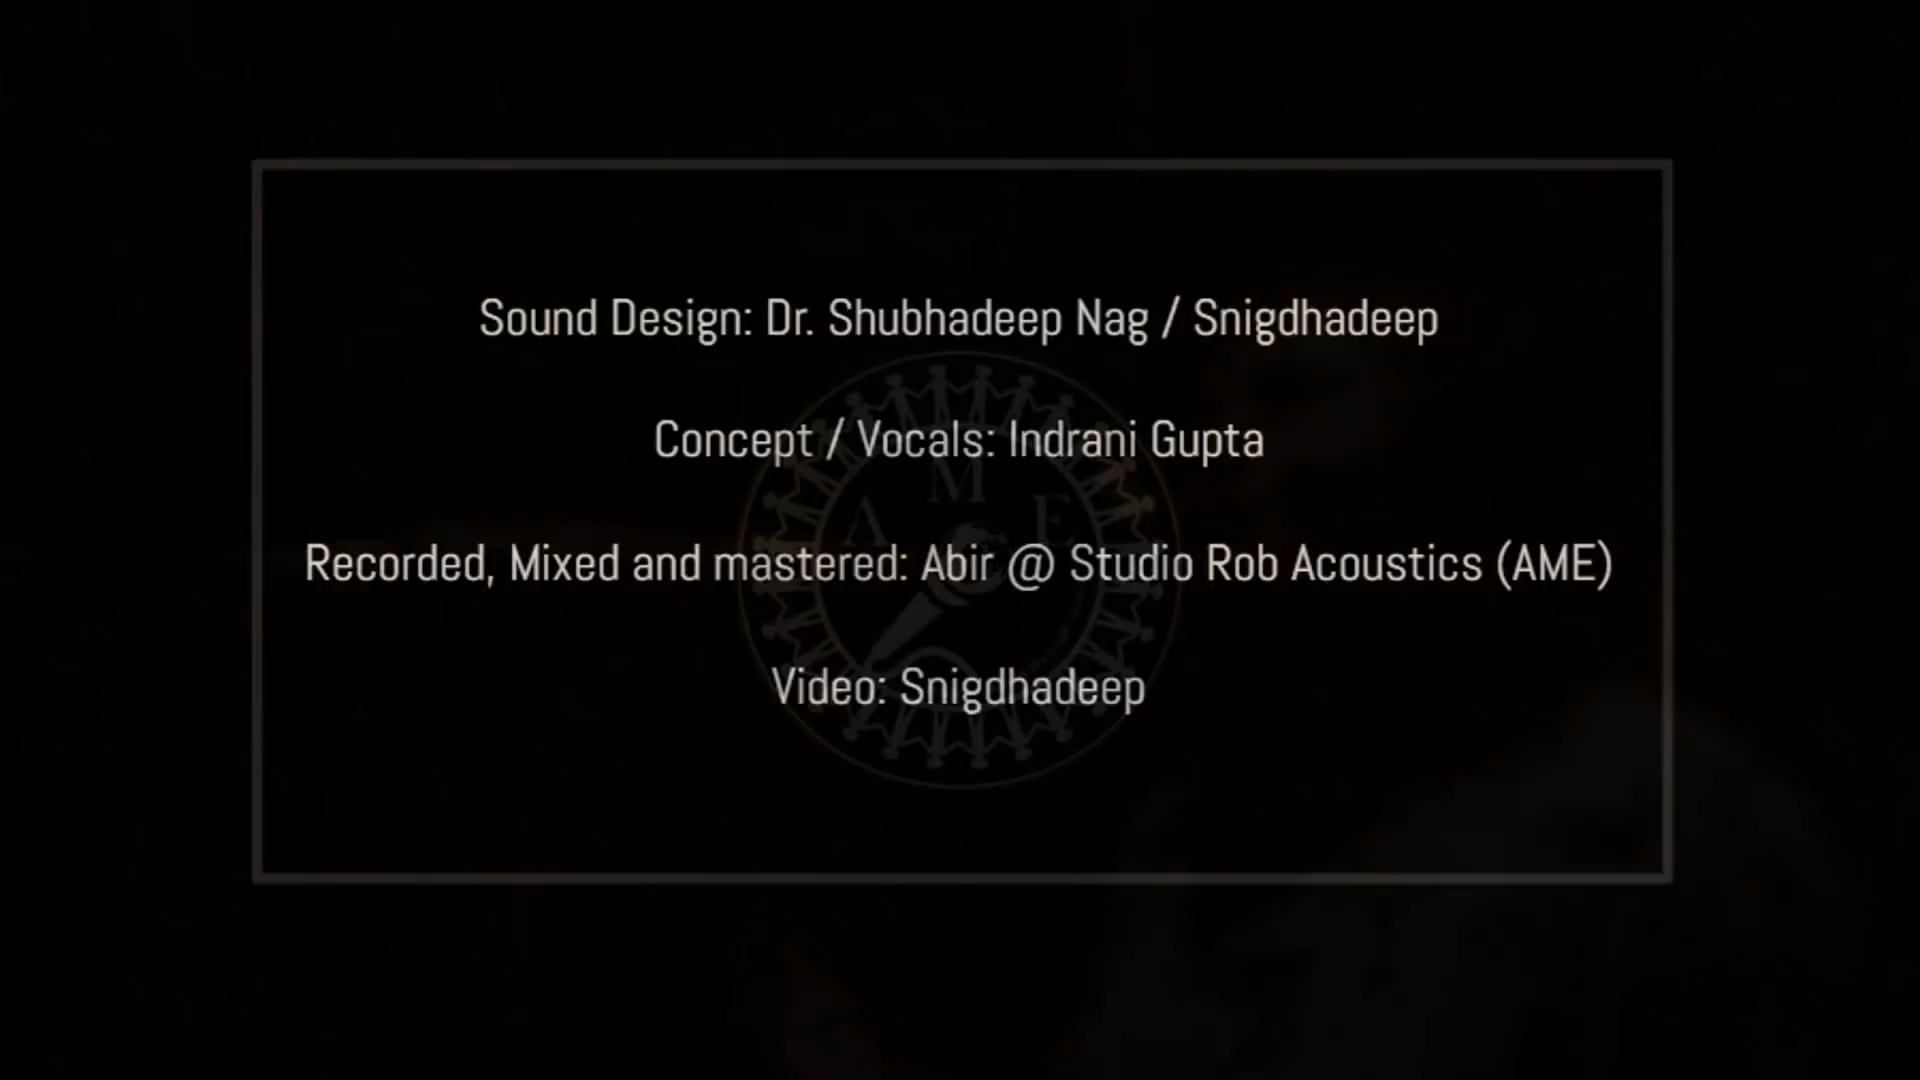 Sound Design: Dr. Shubhadeep Nag / Snigdhadeep
Concept / Vocals: Indrani Gupta
A M E
Recorded, Mixed and mastered: Abir @ Studio Rob Acoustics (AME)
Video: Snigdhadeep